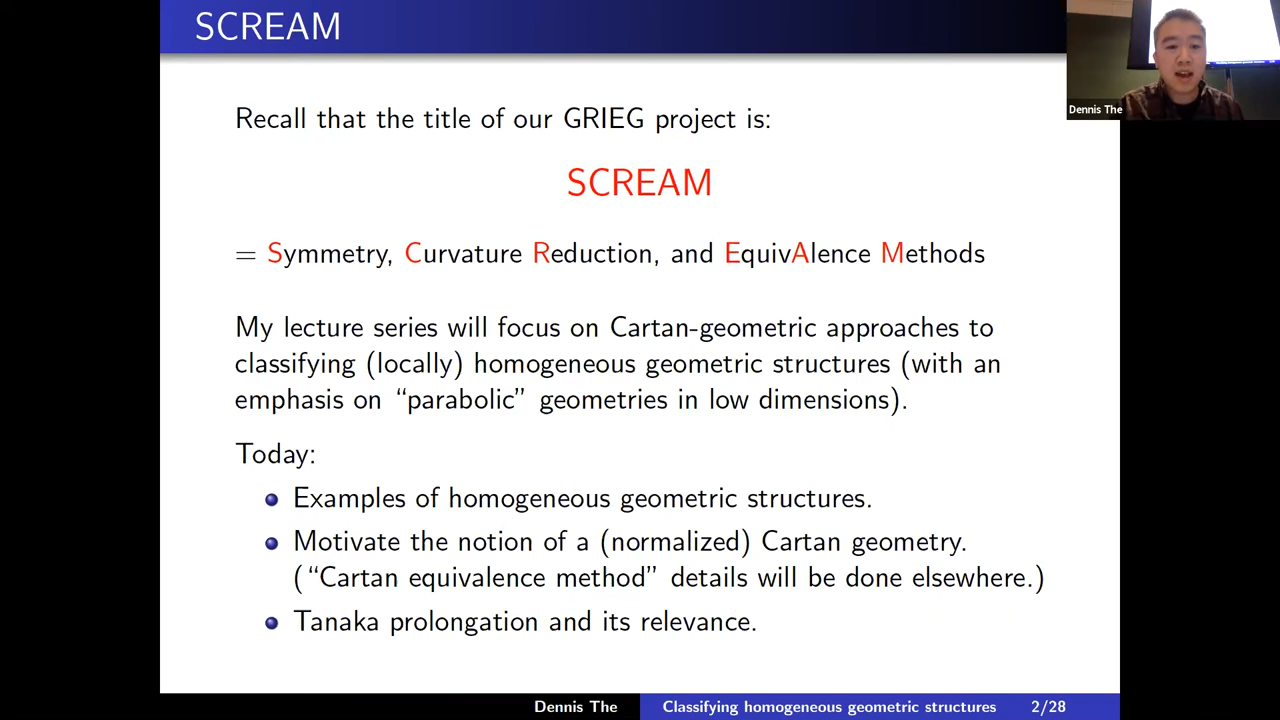 SCREAM
Dennis The
Recall that the title of our GRIEG project is:
SCREAM
= Symmetry, Curvature Reduction, and EquivAlence Methods
My lecture series will focus on Cartan-geometric approaches to
classifying (locally) homogeneous geometric structures (with an
emphasis on “parabolic” geometries in low dimensions).
Today:
Examples of homogeneous geometric structures.
Motivate the notion of a (normalized) Cartan geometry.
(“Cartan equivalence method” details will be done elsewhere.)
Tanaka prolongation and its relevance.
Dennis The Classifying homogeneous geometric structures 2/28